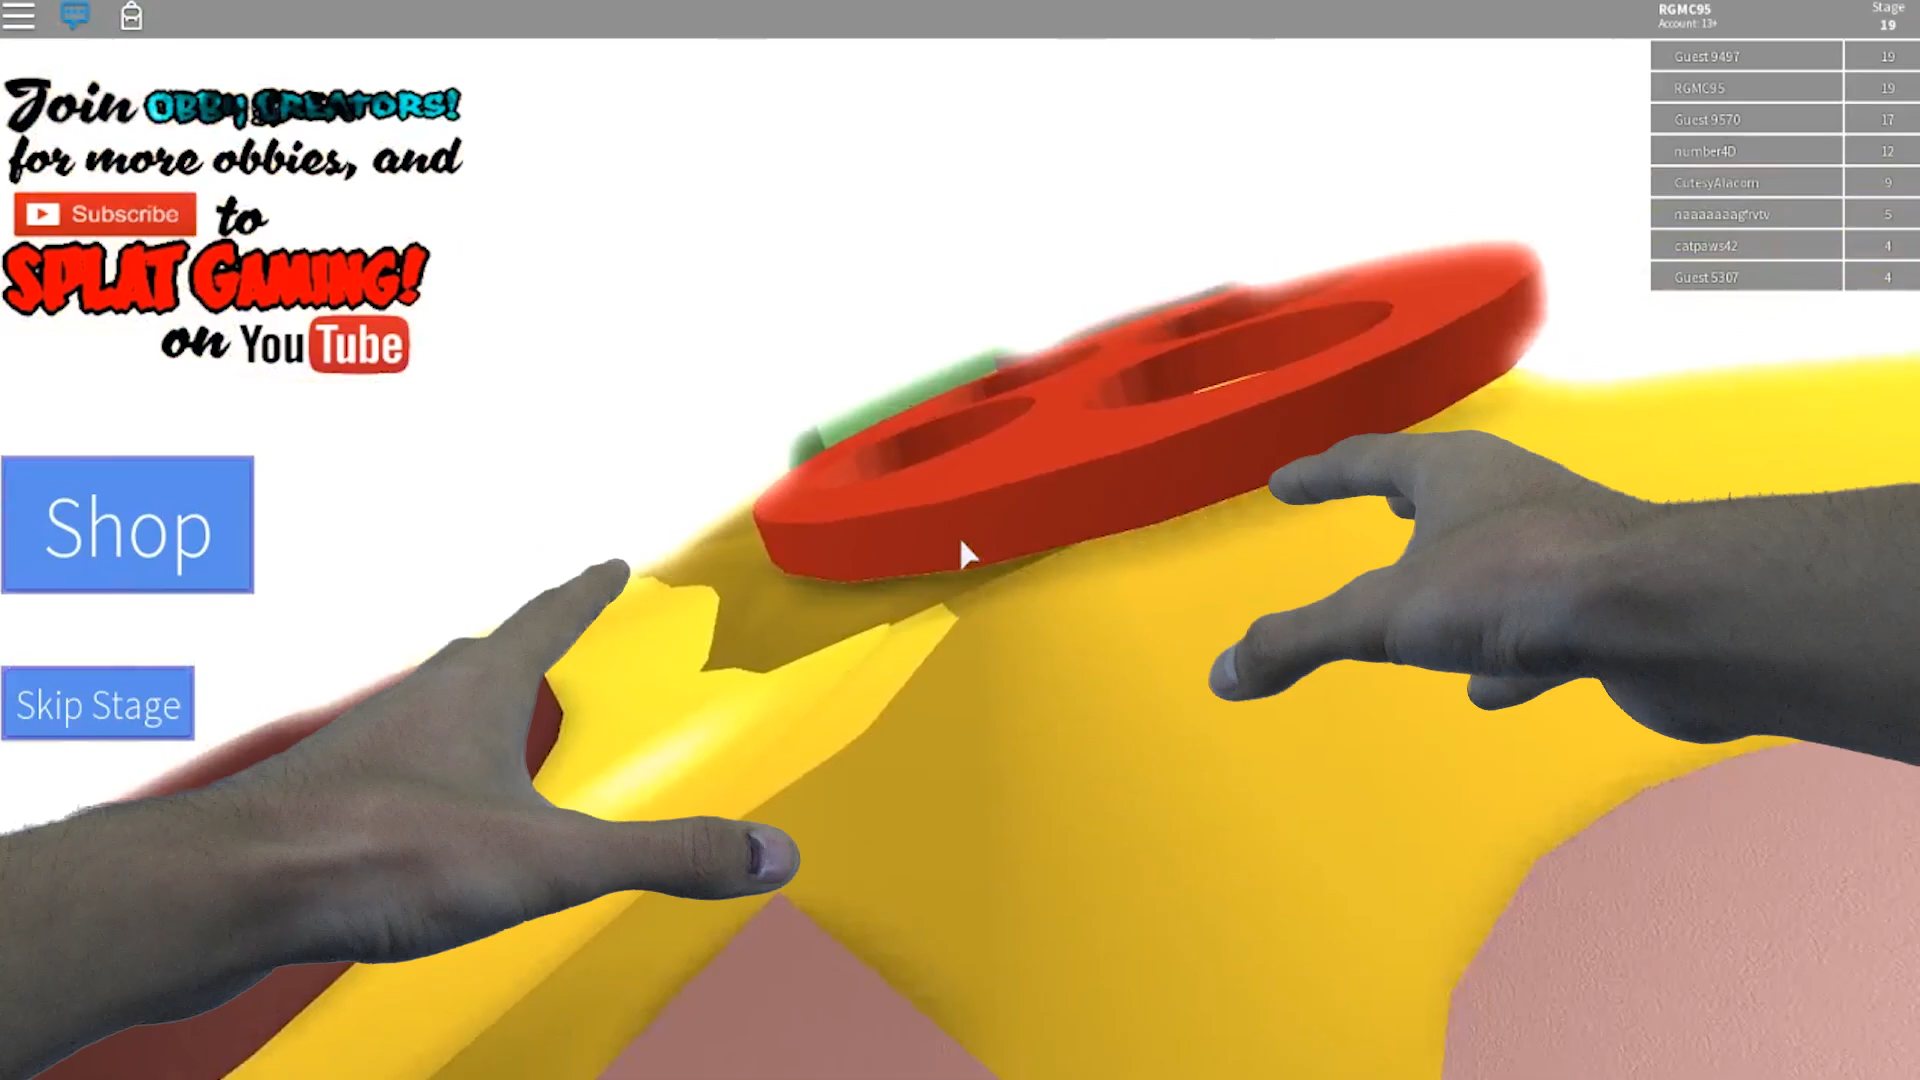 RGMC95
Account: 13+
Stage
19
Guest 9497 19
RGMC95 19
Guest 9570 17
number4D 12
CutesyAlacorn 9
naaaaaaagfrvtv 5
catpaws42 4
Guest 5307 4
Join OBBY CREATORS!
for more obbies, and
Subscribe to
SPLAT GAMING!
on YouTube
Shop
Skip Stage